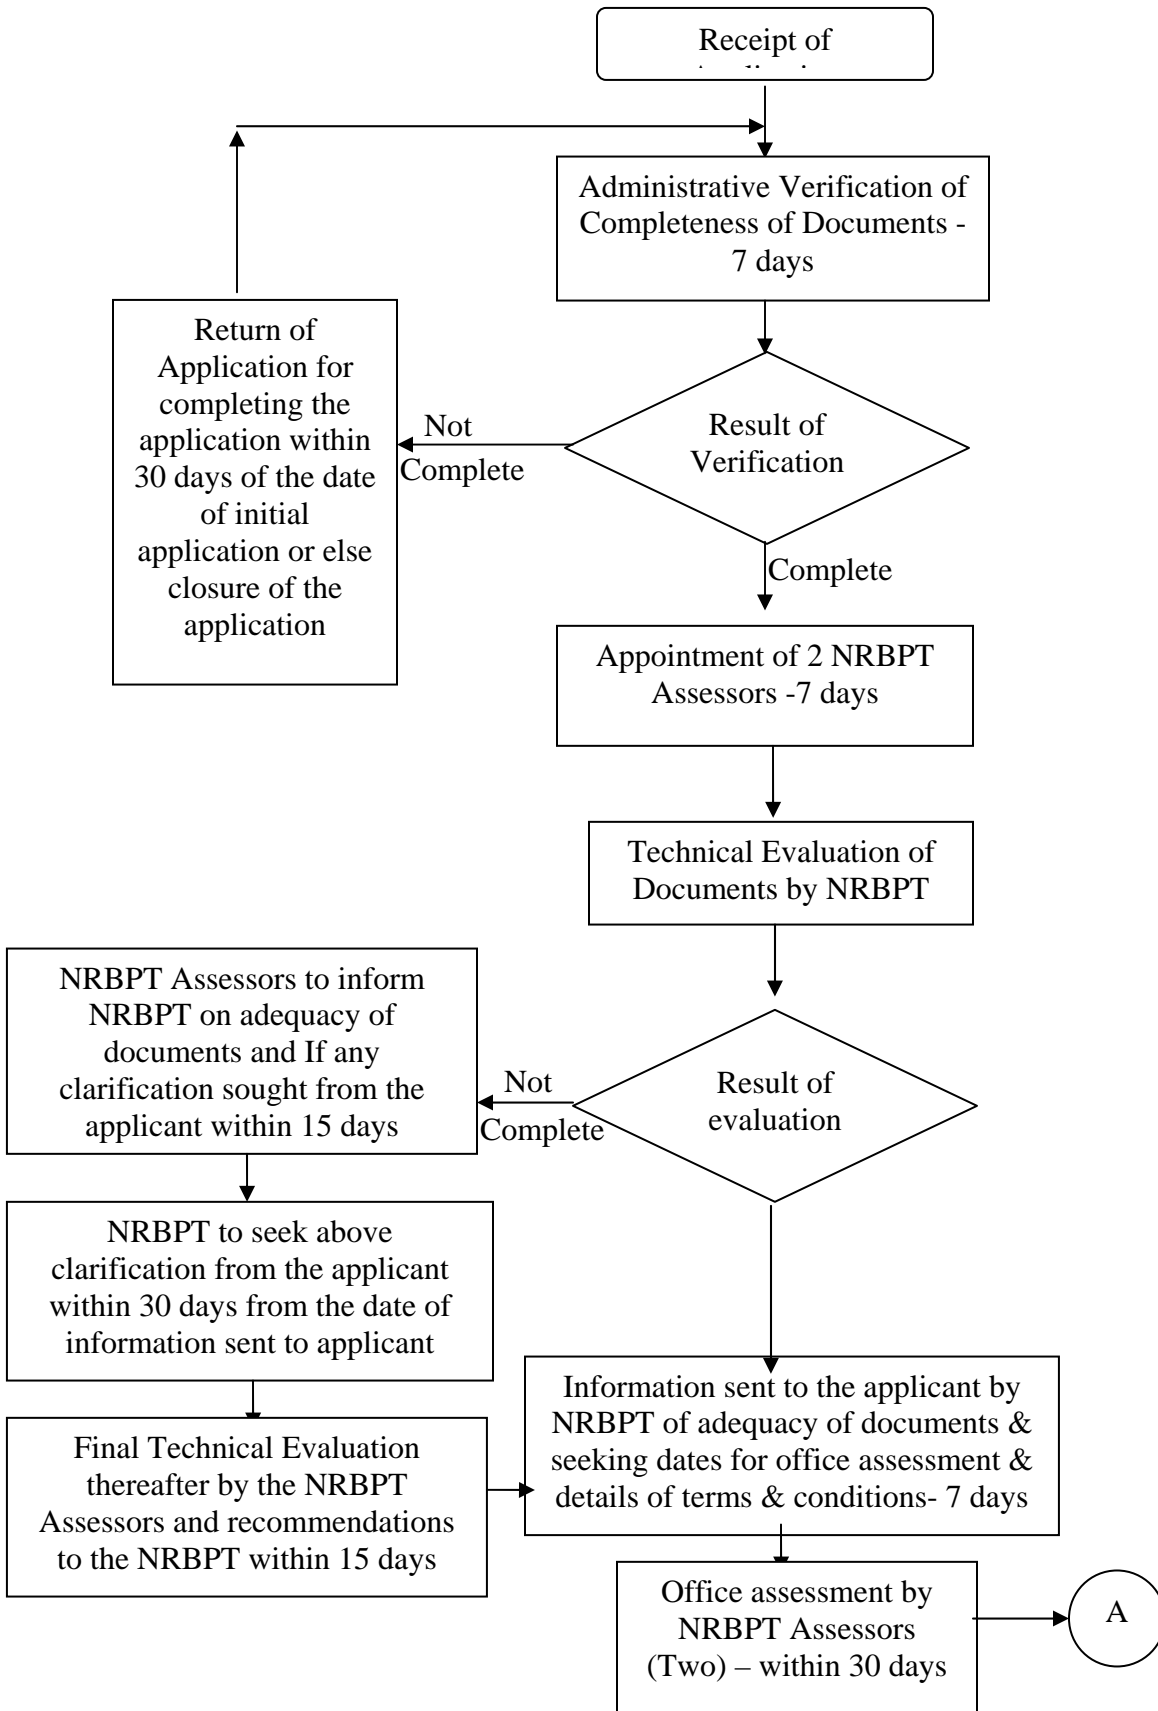 Receipt of
Administrative Verification of
Completeness of Documents -
7 days
Return of
Application for
completing the
application within
30 days of the date
of initial
application or else
closure of the
application
Not
Complete
Result of
Verification
Complete
Appointment of 2 NRBPT
Assessors -7 days
Technical Evaluation of
Documents by NRBPT
NRBPT Assessors to inform
NRBPT on adequacy of
documents and If any
clarification sought from the
applicant within 15 days
Not
Complete
Result of
evaluation
NRBPT to seek above
clarification from the applicant
within 30 days from the date of
information sent to applicant
Final Technical Evaluation
thereafter by the NRBPT
Assessors and recommendations
to the NRBPT within 15 days
Information sent to the applicant by
NRBPT of adequacy of documents &
seeking dates for office assessment &
details of terms & conditions- 7 days
Office assessment by
NRBPT Assessors
(Two) – within 30 days
A